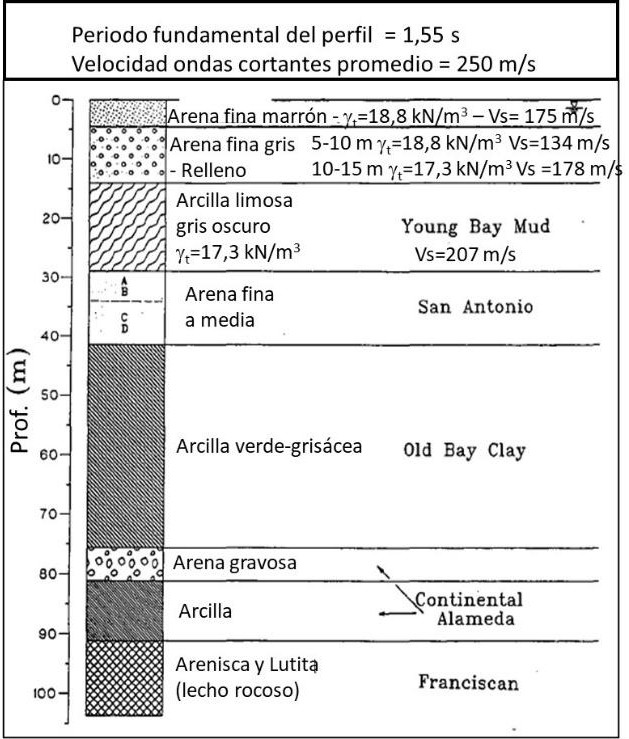 Periodo fundamental del perfil = 1,55 s
Velocidad ondas cortantes promedio = 250 m/s
Prof. (m)
0
10
20
30
40
50
60
70
80
90
100
Arena fina marrón - γt=18,8 kN/m³ – Vs= 175 m/s
Arena fina gris 5-10 m γt=18,8 kN/m³ Vs=134 m/s
- Relleno 10-15 m γt=17,3 kN/m³ Vs =178 m/s
Arcilla limosa
gris oscuro
γt=17,3 kN/m³
Young Bay Mud
Vs=207 m/s
A
B
C
D
Arena fina
a media
San Antonio
Arcilla verde-grisácea
Old Bay Clay
Arena gravosa
Arcilla
Continental
Alameda
Arenisca y Lutita
(lecho rocoso)
Franciscan